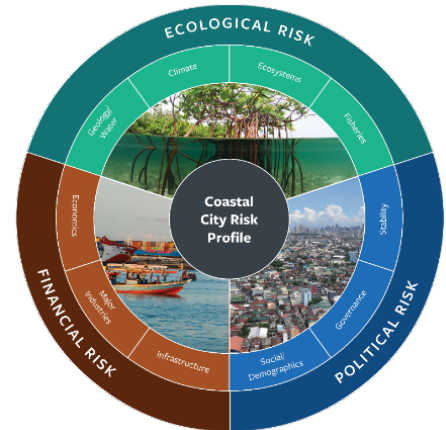 ECOLOGICAL RISK
Geology/
Water
Climate
Ecosystems
Fisheries
Coastal
City Risk
Profile
FINANCIAL RISK
Economics
Major
Industries
Infrastructure
POLITICAL RISK
Stability
Governance
Social/
Demographics